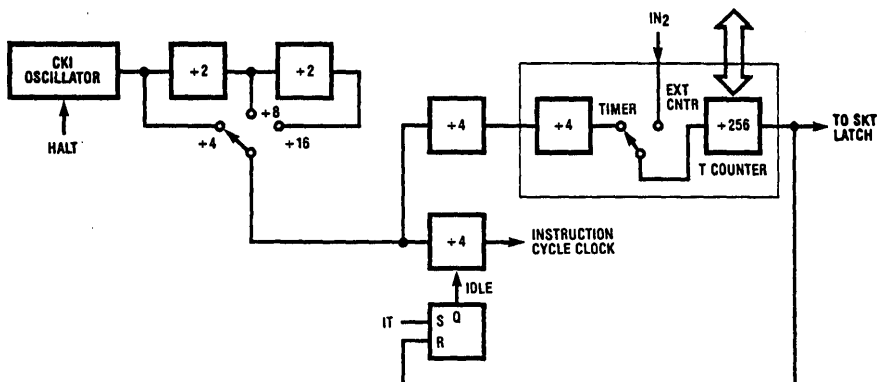 CKI
OSCILLATOR
HALT
÷2
÷2
÷4
÷8
÷16
IN2
÷4
÷4
TIMER
EXT
CNTR
÷256
T COUNTER
TO SKT
LATCH
÷4
INSTRUCTION
CYCLE CLOCK
IDLE
IT
S Q
R